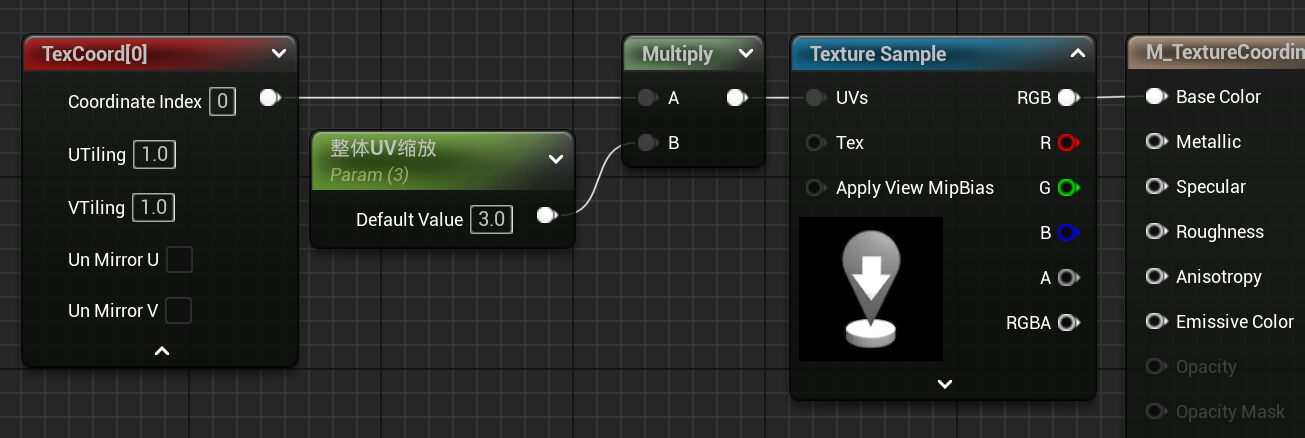 TexCoord[0]
Coordinate Index 0
UTiling 1.0
VTiling 1.0
Un Mirror U
Un Mirror V
整体UV缩放
Param (3)
Default Value 3.0
Multiply
A
B
Texture Sample
UVs
Tex
Apply View MipBias
RGB
R
G
B
A
RGBA
M_TextureCoordin
Base Color
Metallic
Specular
Roughness
Anisotropy
Emissive Color
Opacity
Opacity Mask